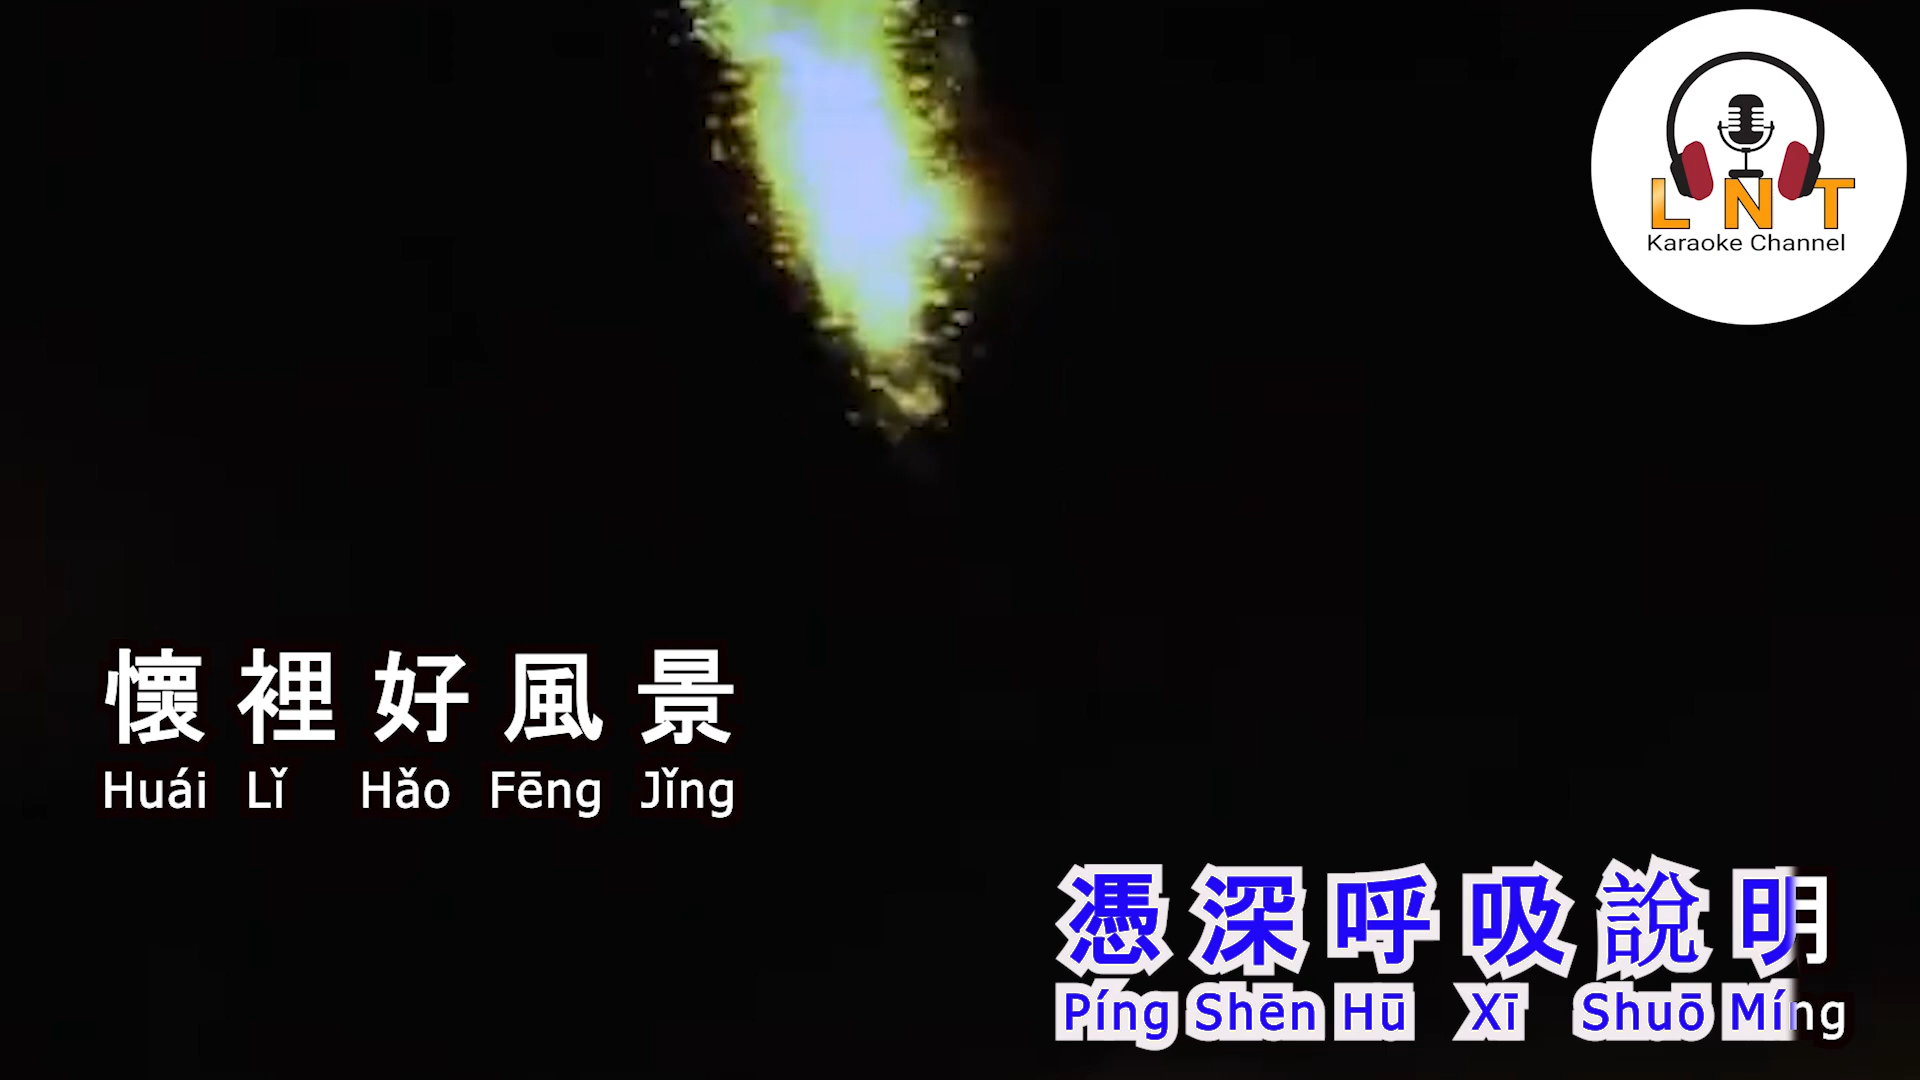 L N T
Karaoke Channel
懷裡好風景
Huái Lǐ Hǎo Fēng Jǐng
憑深呼吸說明
Píng Shēn Hū Xī Shuō Míng